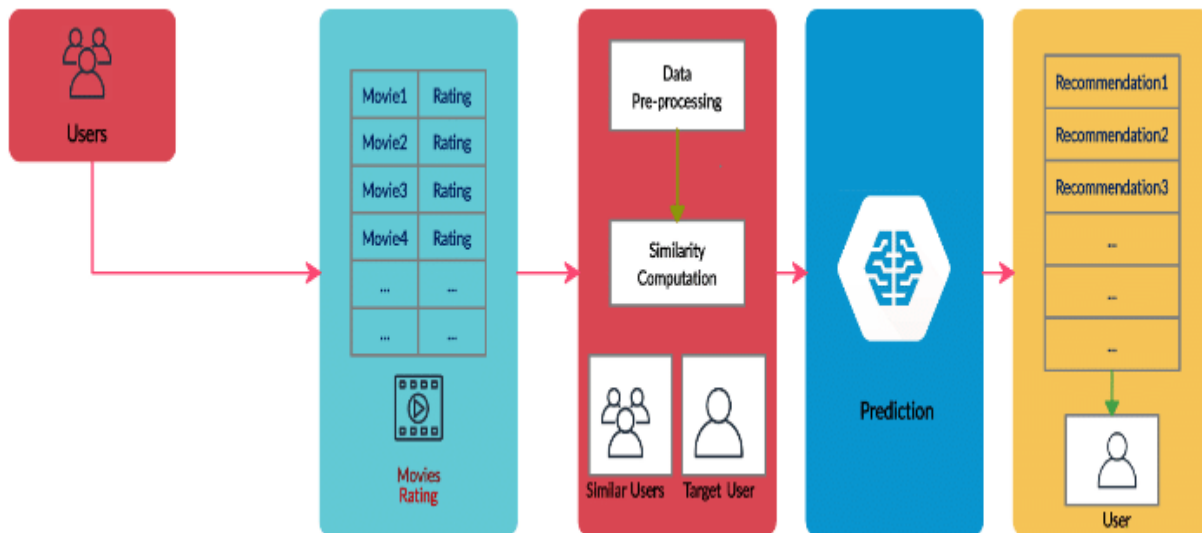 Users
Movie1 Rating
Movie2 Rating
Movie3 Rating
Movie4 Rating
... ...
... ...
Movies
Rating
Data
Pre-processing
Similarity
Computation
Similar Users Target User
Prediction
Recommendation1
Recommendation2
Recommendation3
...
...
...
User